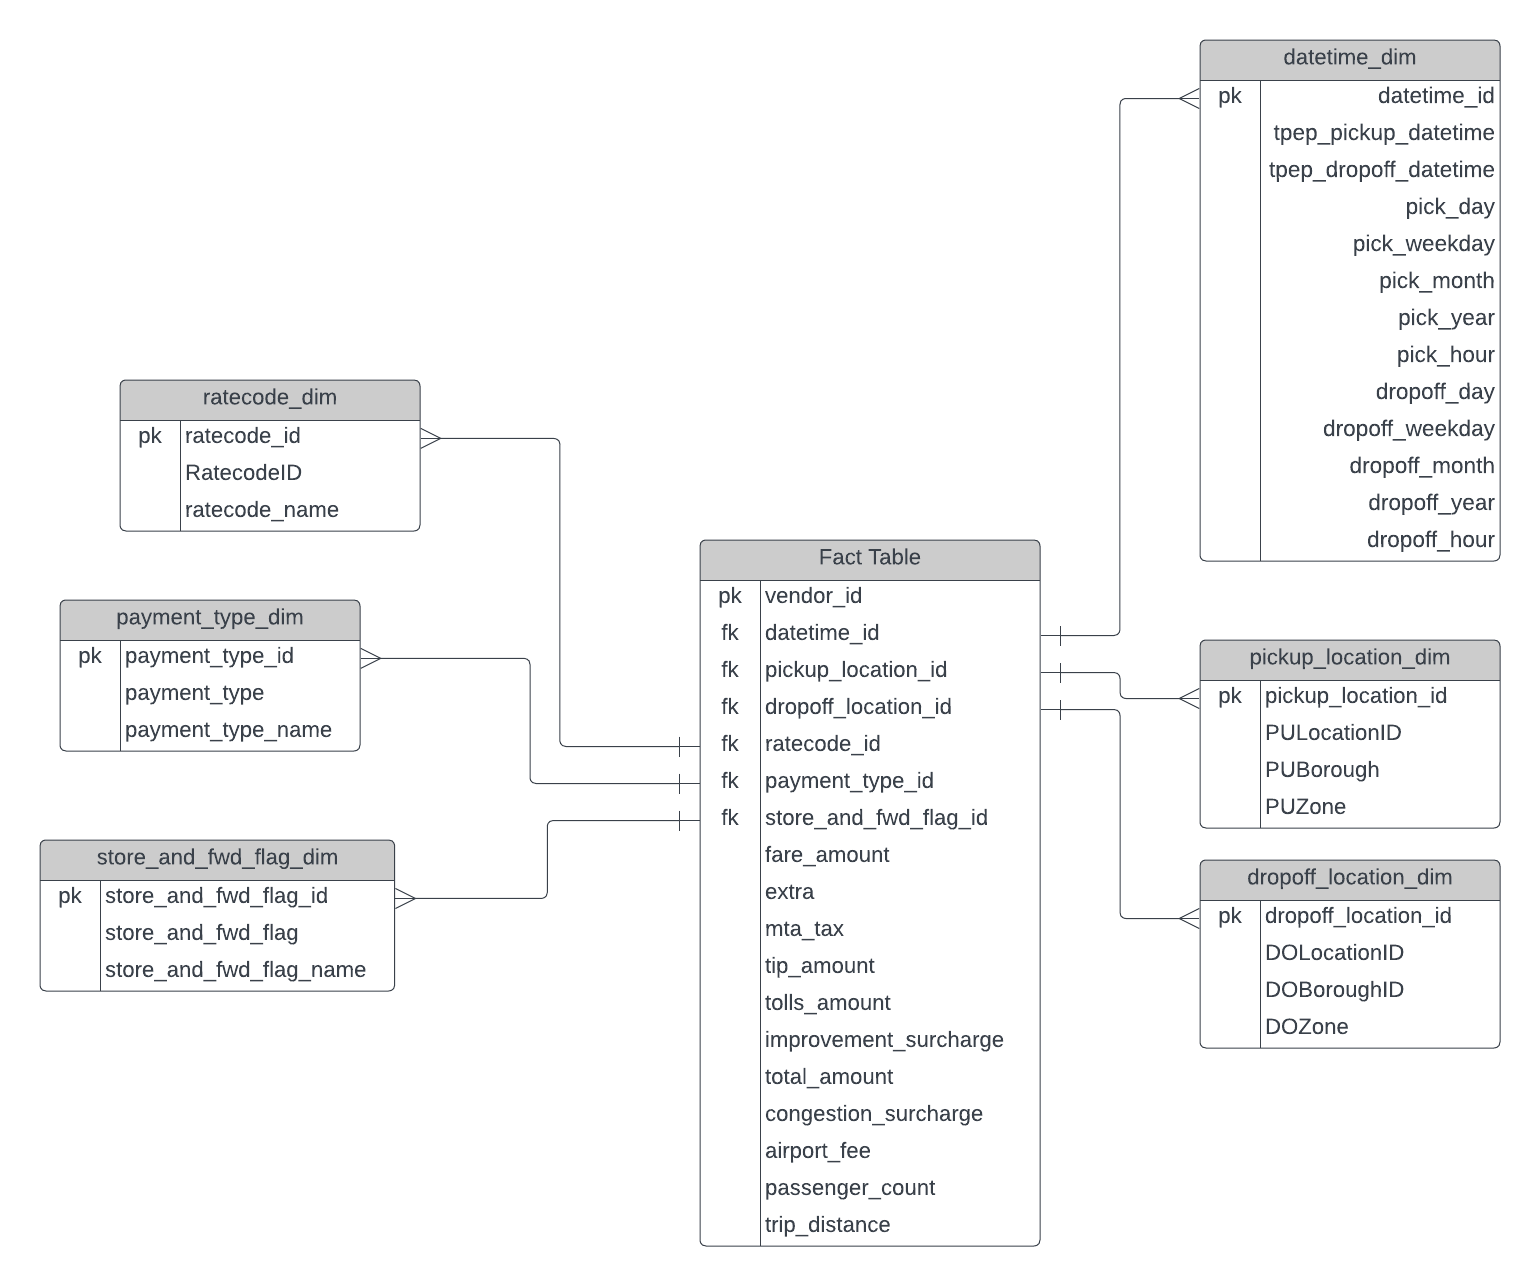 datetime_dim
pk datetime_id
tpep_pickup_datetime
tpep_dropoff_datetime
pick_day
pick_weekday
pick_month
pick_year
pick_hour
dropoff_day
dropoff_weekday
dropoff_month
dropoff_year
dropoff_hour
ratecode_dim
pk ratecode_id
RatecodeID
ratecode_name
payment_type_dim
pk payment_type_id
payment_type
payment_type_name
store_and_fwd_flag_dim
pk store_and_fwd_flag_id
store_and_fwd_flag
store_and_fwd_flag_name
Fact Table
pk vendor_id
fk datetime_id
fk pickup_location_id
fk dropoff_location_id
fk ratecode_id
fk payment_type_id
fk store_and_fwd_flag_id
fare_amount
extra
mta_tax
tip_amount
tolls_amount
improvement_surcharge
total_amount
congestion_surcharge
airport_fee
passenger_count
trip_distance
pickup_location_dim
pk pickup_location_id
PULocationID
PUBorough
PUZone
dropoff_location_dim
pk dropoff_location_id
DOLocationID
DOBoroughID
DOZone